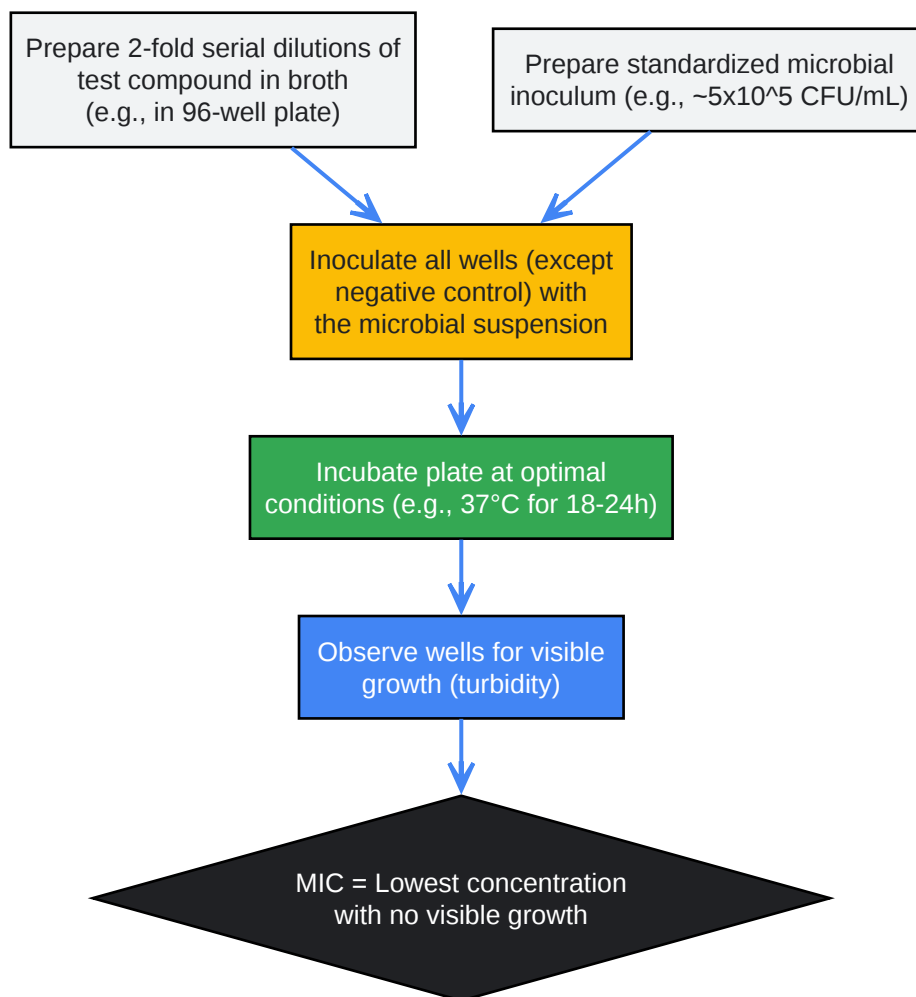 Prepare 2-fold serial dilutions of
test compound in broth
(e.g., in 96-well plate)
Prepare standardized microbial
inoculum (e.g., ~5x10^5 CFU/mL)
Inoculate all wells (except
negative control) with
the microbial suspension
Incubate plate at optimal
conditions (e.g., 37°C for 18-24h)
Observe wells for visible
growth (turbidity)
MIC = Lowest concentration
with no visible growth